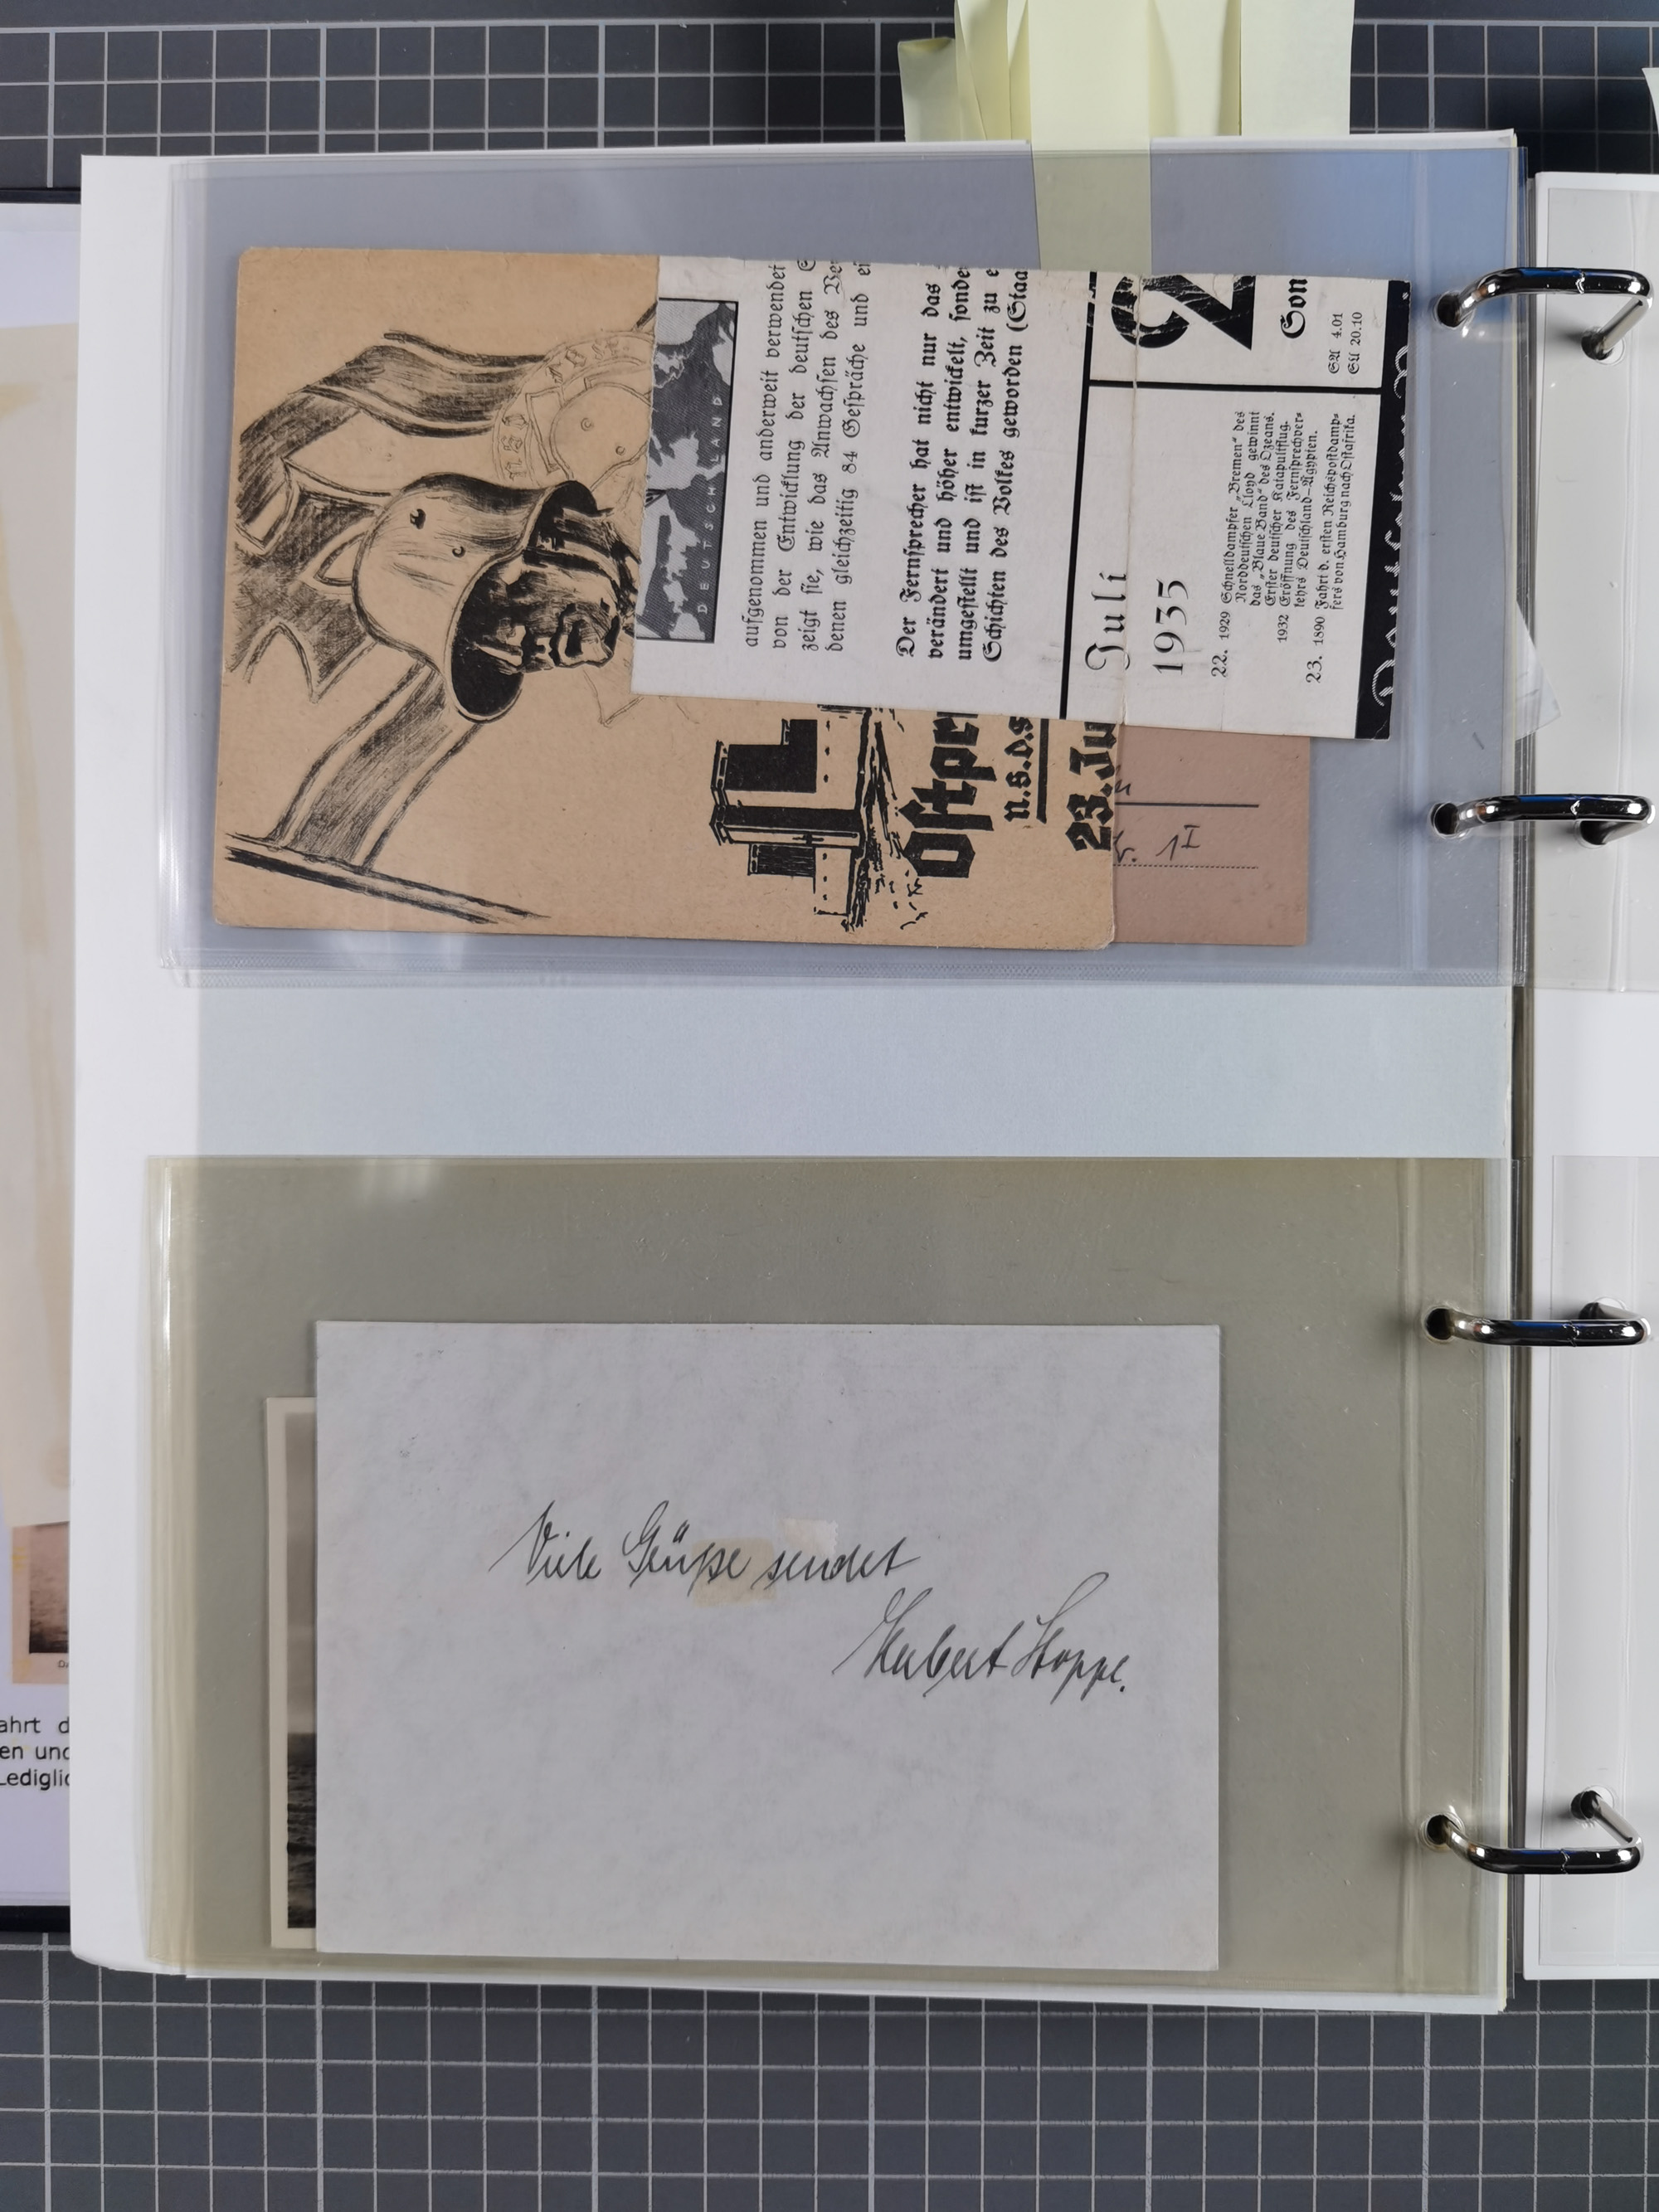 DEUTSCHLAND
aufgenommen und anderweit verwendet
von der Entwicklung der deutschen
zeigt sie, wie das Anwachsen des
denen gleichzeitig 84 Gespräche und
Der Fernsprecher hat nicht nur das
verändert und höher entwickelt,
umgestellt und ist in kurzer Zeit zu
Schichten des Volkes geworden
Juli
1935
2
Son
SA 4.01
SU 20.10
22. 1929 Schnelldampfer „Bremen“ des
Norddeutschen Lloyd gewinnt
das „Blaue Band“ des Ozeans.
1932 Erster deutscher Katapultflug.
Eröffnung des Fernsprechver=
kehrs Deutschland–Ägypten.
23. 1890 Fahrt d. ersten Reichspostdamp=
fers von Hamburg nach Ostafrika.
Ostpr
N.S.D.S
23. Ju
1I
Viele Grüße sendet
Hubert Hoppe.
ahrt d
en und
Lediglic